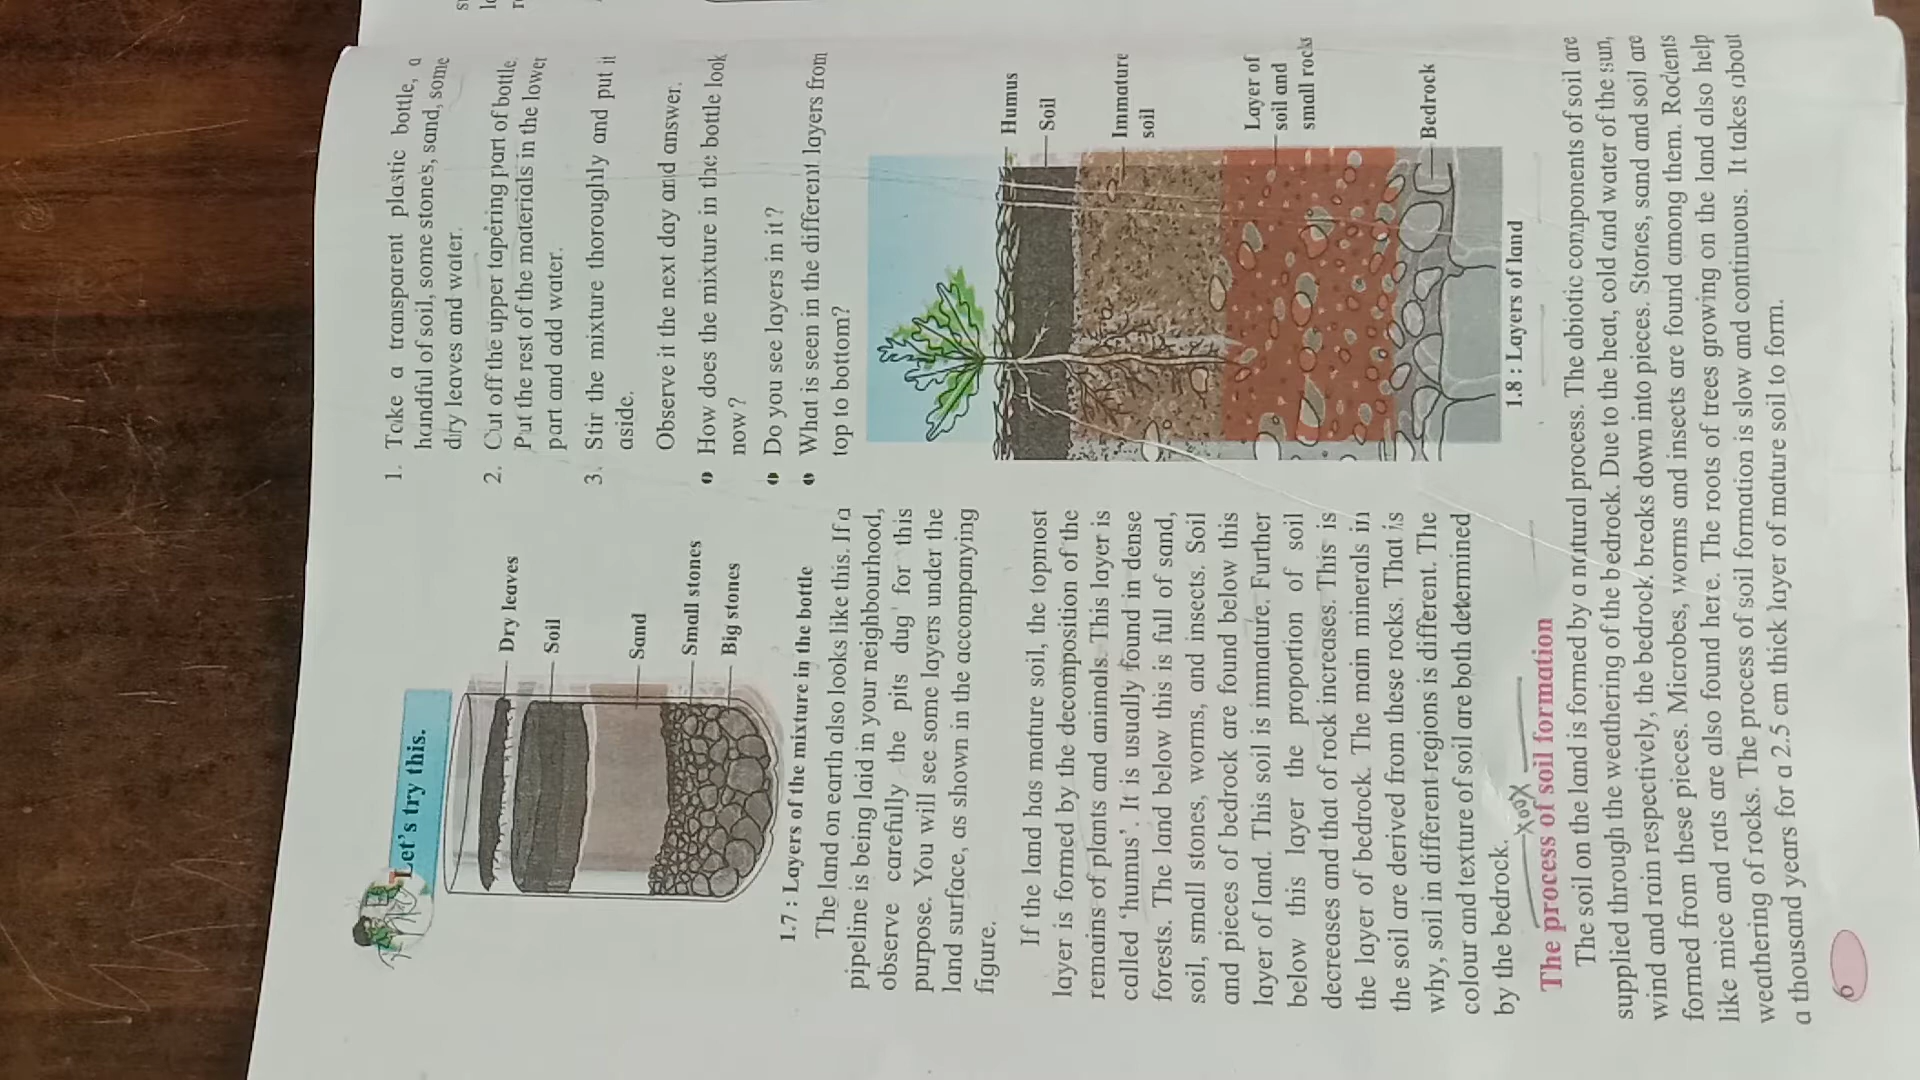 Let's try this.
Dry leaves
Soil
Sand
Small stones
Big stones
1.7 : Layers of the mixture in the bottle
1. Take a transparent plastic bottle, a
handful of soil, some stones, sand, some
dry leaves and water.
2. Cut off the upper tapering part of bottle.
Put the rest of the materials in the lower
part and add water.
3. Stir the mixture thoroughly and put it
aside.
Observe it the next day and answer.
How does the mixture in the bottle look
now?
Do you see layers in it?
What is seen in the different layers from
top to bottom?
The land on earth also looks like this. If a
pipeline is being laid in your neighbourhood,
observe carefully the pits dug for this
purpose. You will see some layers under the
land surface, as shown in the accompanying
figure.
If the land has mature soil, the topmost
layer is formed by the decomposition of the
remains of plants and animals. This layer is
called 'humus'. It is usually found in dense
forests. The land below this is full of sand,
soil, small stones, worms, and insects. Soil
and pieces of bedrock are found below this
layer of land. This soil is immature. Further
below this layer the proportion of soil
decreases and that of rock increases. This is
the layer of bedrock. The main minerals in
the soil are derived from these rocks. That is
why, soil in different regions is different. The
colour and texture of soil are both determined
by the bedrock.
Humus
Soil
Immature
soil
Layer of
soil and
small rocks
Bedrock
1.8 : Layers of land
The process of soil formation
The soil on the land is formed by a natural process. The abiotic components of soil are
supplied through the weathering of the bedrock. Due to the heat, cold and water of the sun,
wind and rain respectively, the bedrock breaks down into pieces. Stones, sand and soil are
formed from these pieces. Microbes, worms and insects are found among them. Rodents
like mice and rats are also found here. The roots of trees growing on the land also help
weathering of rocks. The process of soil formation is slow and continuous. It takes about
a thousand years for a 2.5 cm thick layer of mature soil to form.
6